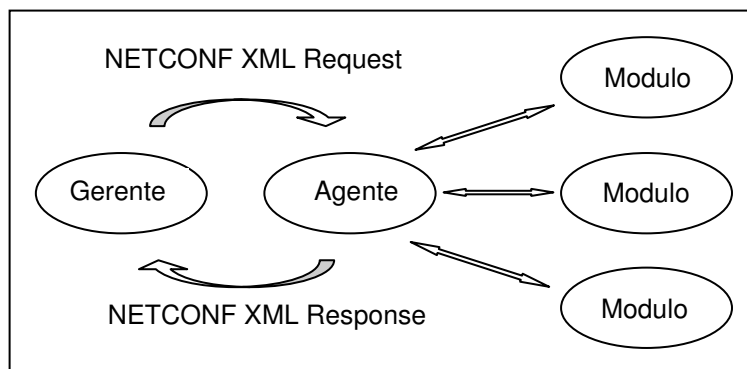 NETCONF XML Request
Modulo
Gerente
Agente
Modulo
NETCONF XML Response
Modulo